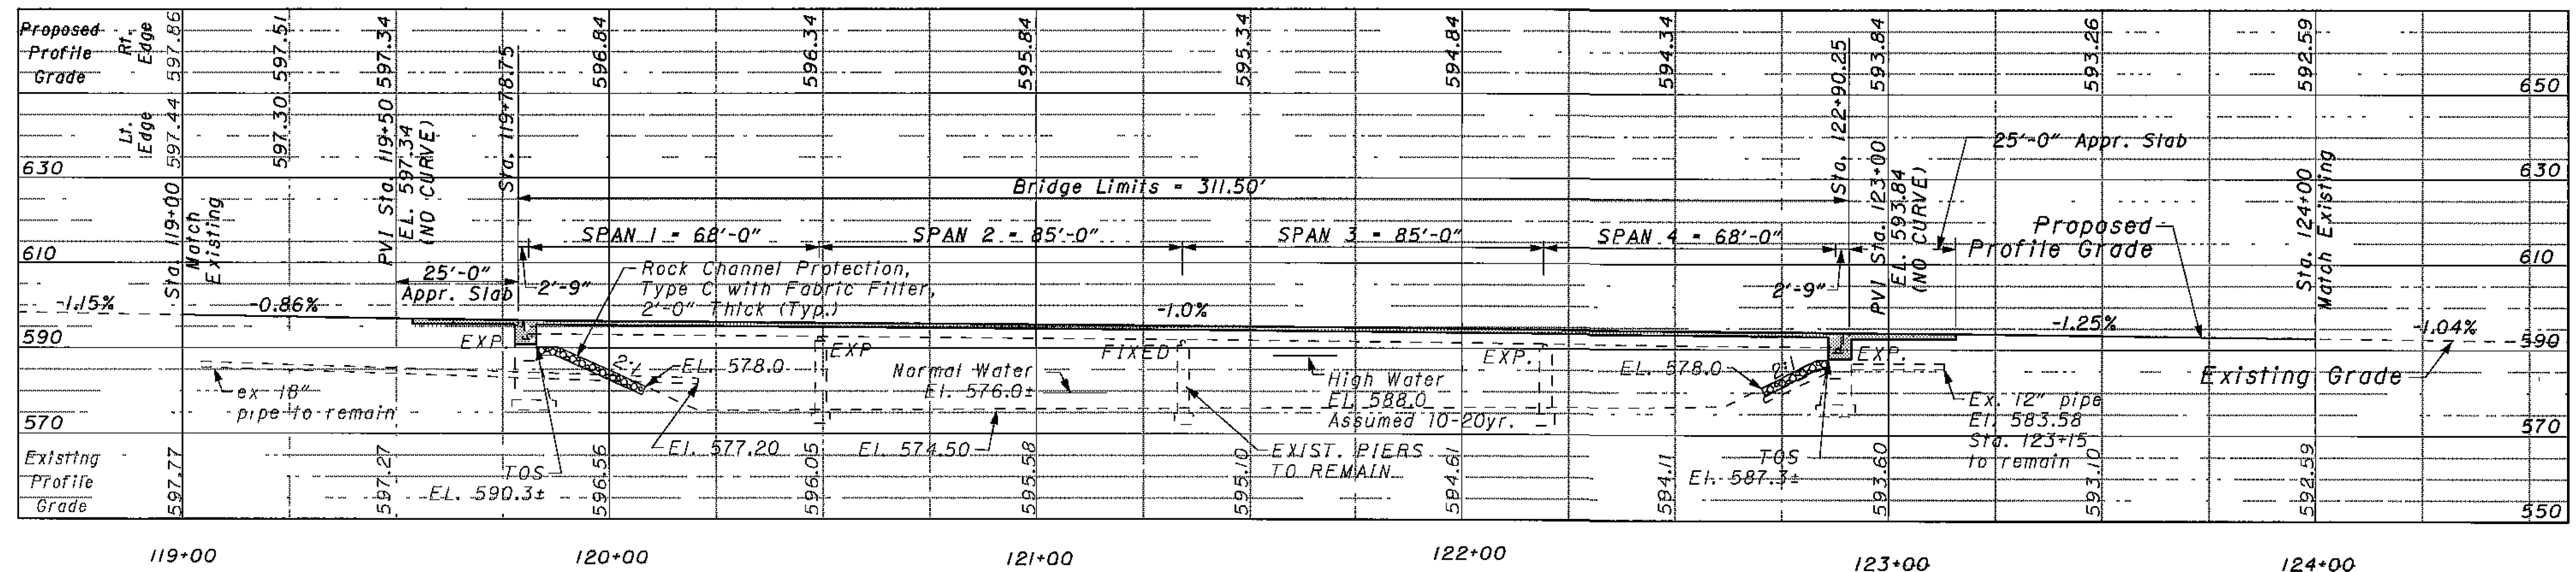 Proposed
Profile
Grade
Rt.
Edge
Lt.
Edge
597.86
597.51
597.34
596.84
596.34
595.84
595.34
594.84
594.34
593.84
593.26
592.59
597.44
597.30
650
630
610
590
570
550
630
610
590
570
Sta. 119+00
Match
Existing
PVI Sta. 119+50
EL. 597.34
(NO CURVE)
Sta. 119+78.75
Bridge Limits = 311.50'
Sta. 122+90.25
PVI Sta. 123+00
EL. 593.84
(NO CURVE)
25'-0" Appr. Slab
Sta. 124+00
Match Existing
SPAN 1 = 68'-0"
SPAN 2 = 85'-0"
SPAN 3 = 85'-0"
SPAN 4 = 68'-0"
Proposed
Profile Grade
25'-0"
Appr. Slab
2'-9"
2'-9"
Rock Channel Protection,
Type C with Fabric Filter,
2'-0" Thick (Typ.)
-1.15%
-0.86%
-1.0%
-1.25%
-1.04%
EXP.
2:1
EL. 578.0
EXP
FIXED
EXP.
EL. 578.0
2:1
EXP.
ex 18"
pipe to remain
Normal Water
El. 576.0±
High Water
EL 588.0
Assumed 10-20yr.
Existing Grade
Ex. 12" pipe
El. 583.58
Sta. 123+15
to remain
El. 577.20
El. 574.50
EXIST. PIERS
TO REMAIN
TOS
EL. 590.3±
TOS
El. 587.3±
Existing
Profile
Grade
597.77
597.27
596.56
596.05
595.58
595.10
594.61
594.11
593.60
593.10
592.59
119+00
120+00
121+00
122+00
123+00
124+00